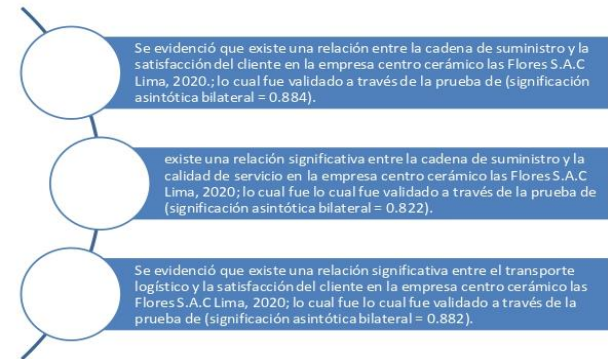 Se evidenció que existe una relación entre la cadena de suministro y la
satisfacción del cliente en la empresa centro cerámico las Flores S.A.C
Lima, 2020.; lo cual fue validado a través de la prueba de (significación
asintótica bilateral = 0.884).
existe una relación significativa entre la cadena de suministro y la
calidad de servicio en la empresa centro cerámico las Flores S.A.C
Lima, 2020; lo cual fue lo cual fue validado a través de la prueba de
(significación asintótica bilateral = 0.822).
Se evidenció que existe una relación significativa entre el transporte
logístico y la satisfacción del cliente en la empresa centro cerámico las
Flores S.A.C Lima, 2020; lo cual fue lo cual fue validado a través de la
prueba de (significación asintótica bilateral = 0.882).